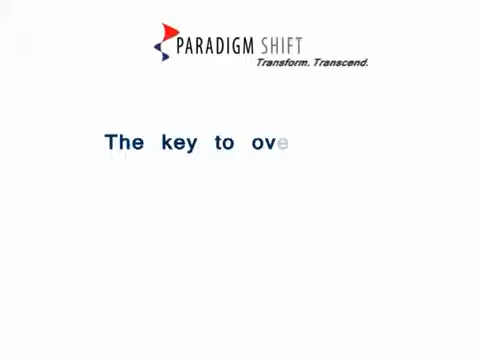 PARADIGM SHIFT
Transform. Transcend.
The key to ove